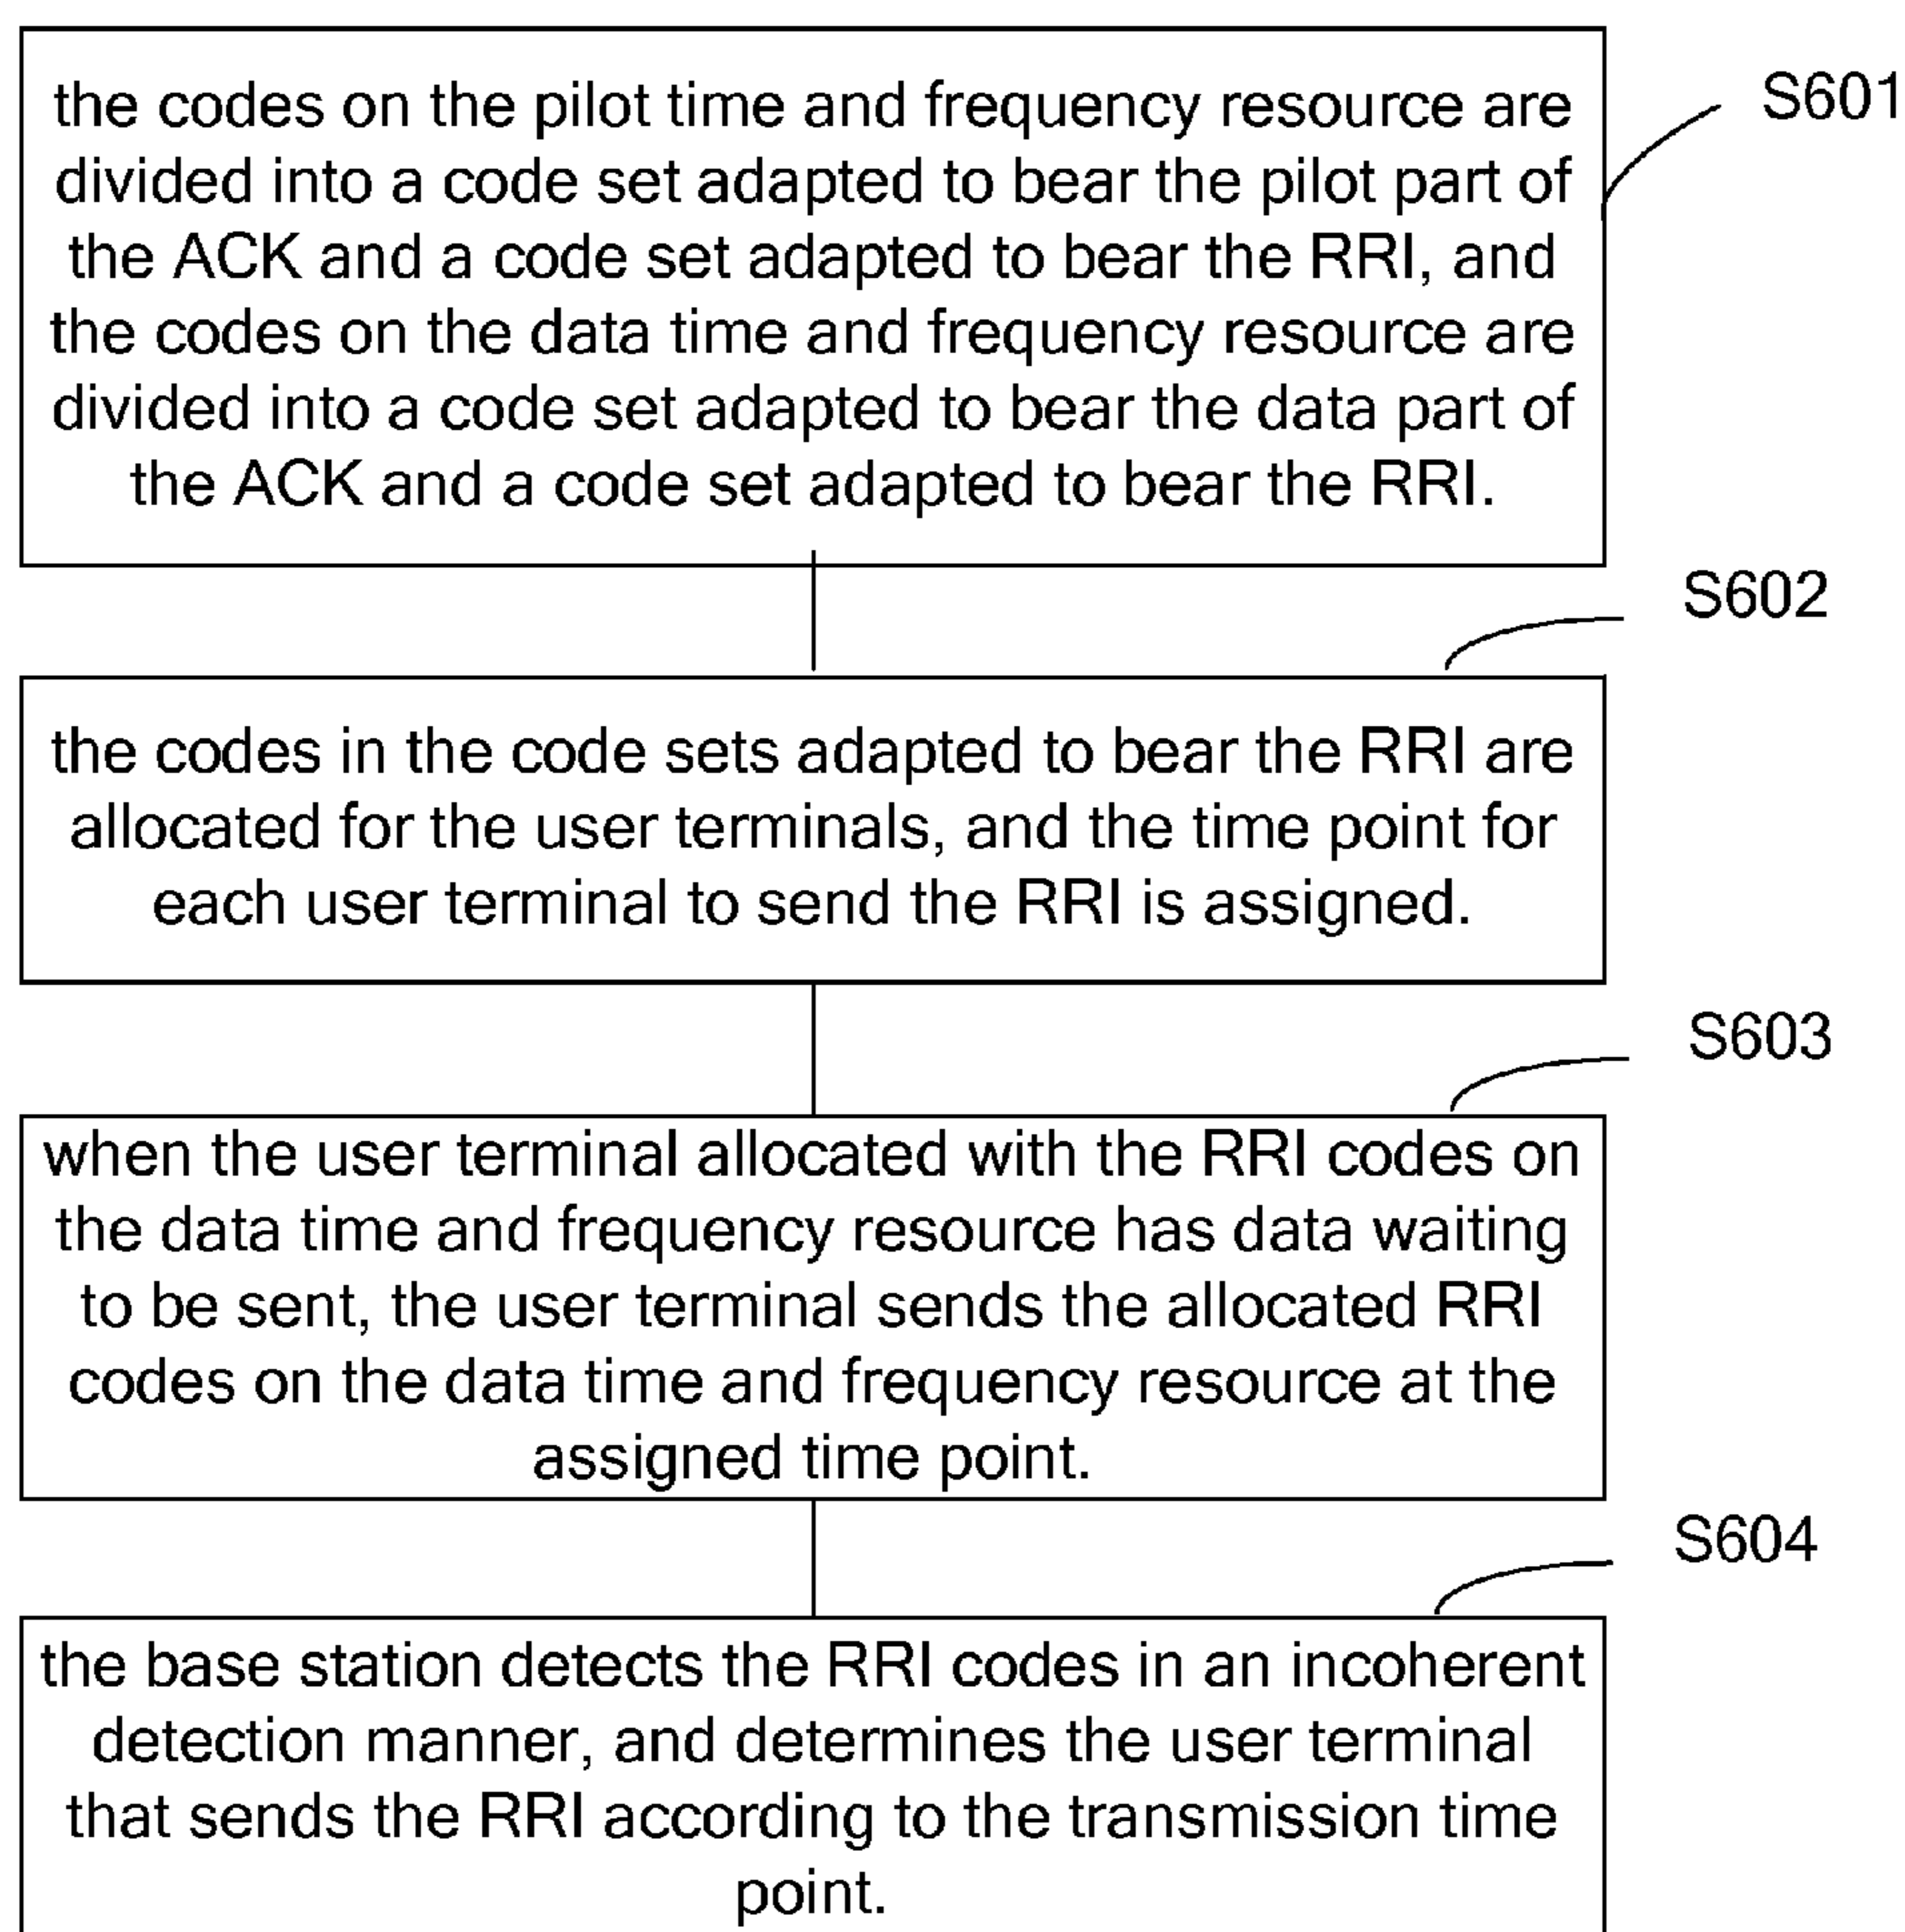 the codes on the pilot time and frequency resource are
divided into a code set adapted to bear the pilot part of
the ACK and a code set adapted to bear the RRI, and
the codes on the data time and frequency resource are
divided into a code set adapted to bear the data part of
the ACK and a code set adapted to bear the RRI.
S601
S602
the codes in the code sets adapted to bear the RRI are
allocated for the user terminals, and the time point for
each user terminal to send the RRI is assigned.
S603
when the user terminal allocated with the RRI codes on
the data time and frequency resource has data waiting
to be sent, the user terminal sends the allocated RRI
codes on the data time and frequency resource at the
assigned time point.
S604
the base station detects the RRI codes in an incoherent
detection manner, and determines the user terminal
that sends the RRI according to the transmission time
point.